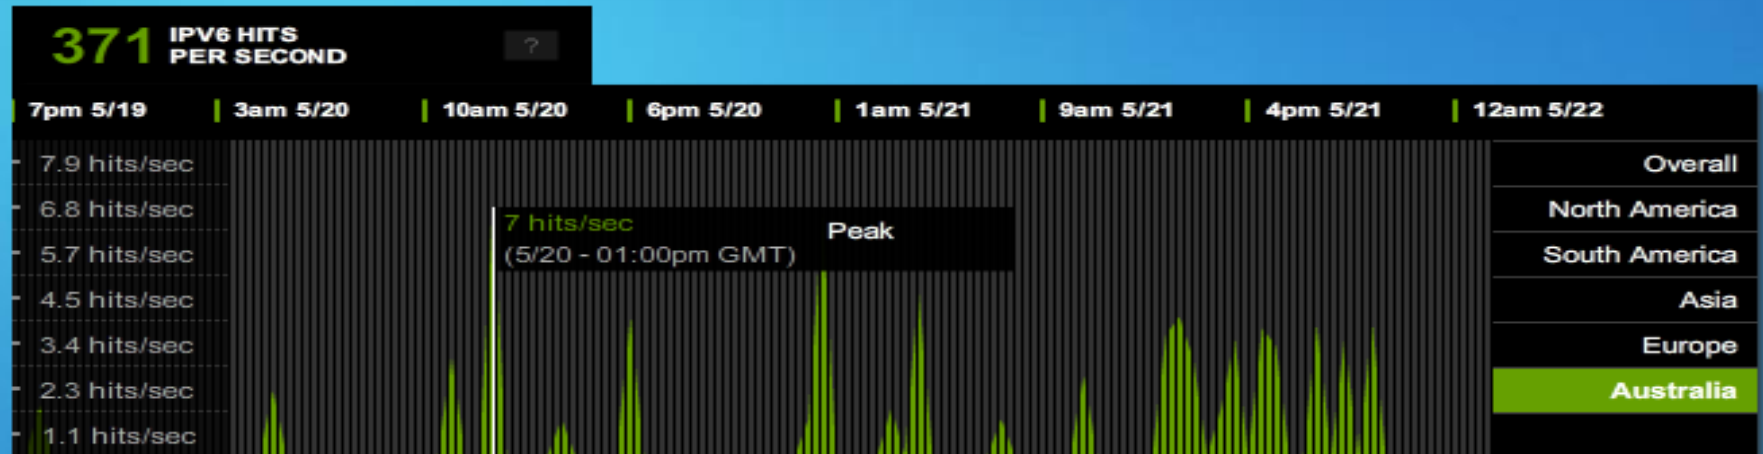 371 IPV6 HITS
PER SECOND
?
7pm 5/19 3am 5/20 10am 5/20 6pm 5/20 1am 5/21 9am 5/21 4pm 5/21 12am 5/22
7.9 hits/sec
6.8 hits/sec
5.7 hits/sec
4.5 hits/sec
3.4 hits/sec
2.3 hits/sec
1.1 hits/sec
7 hits/sec Peak
(5/20 - 01:00pm GMT)
Overall
North America
South America
Asia
Europe
Australia